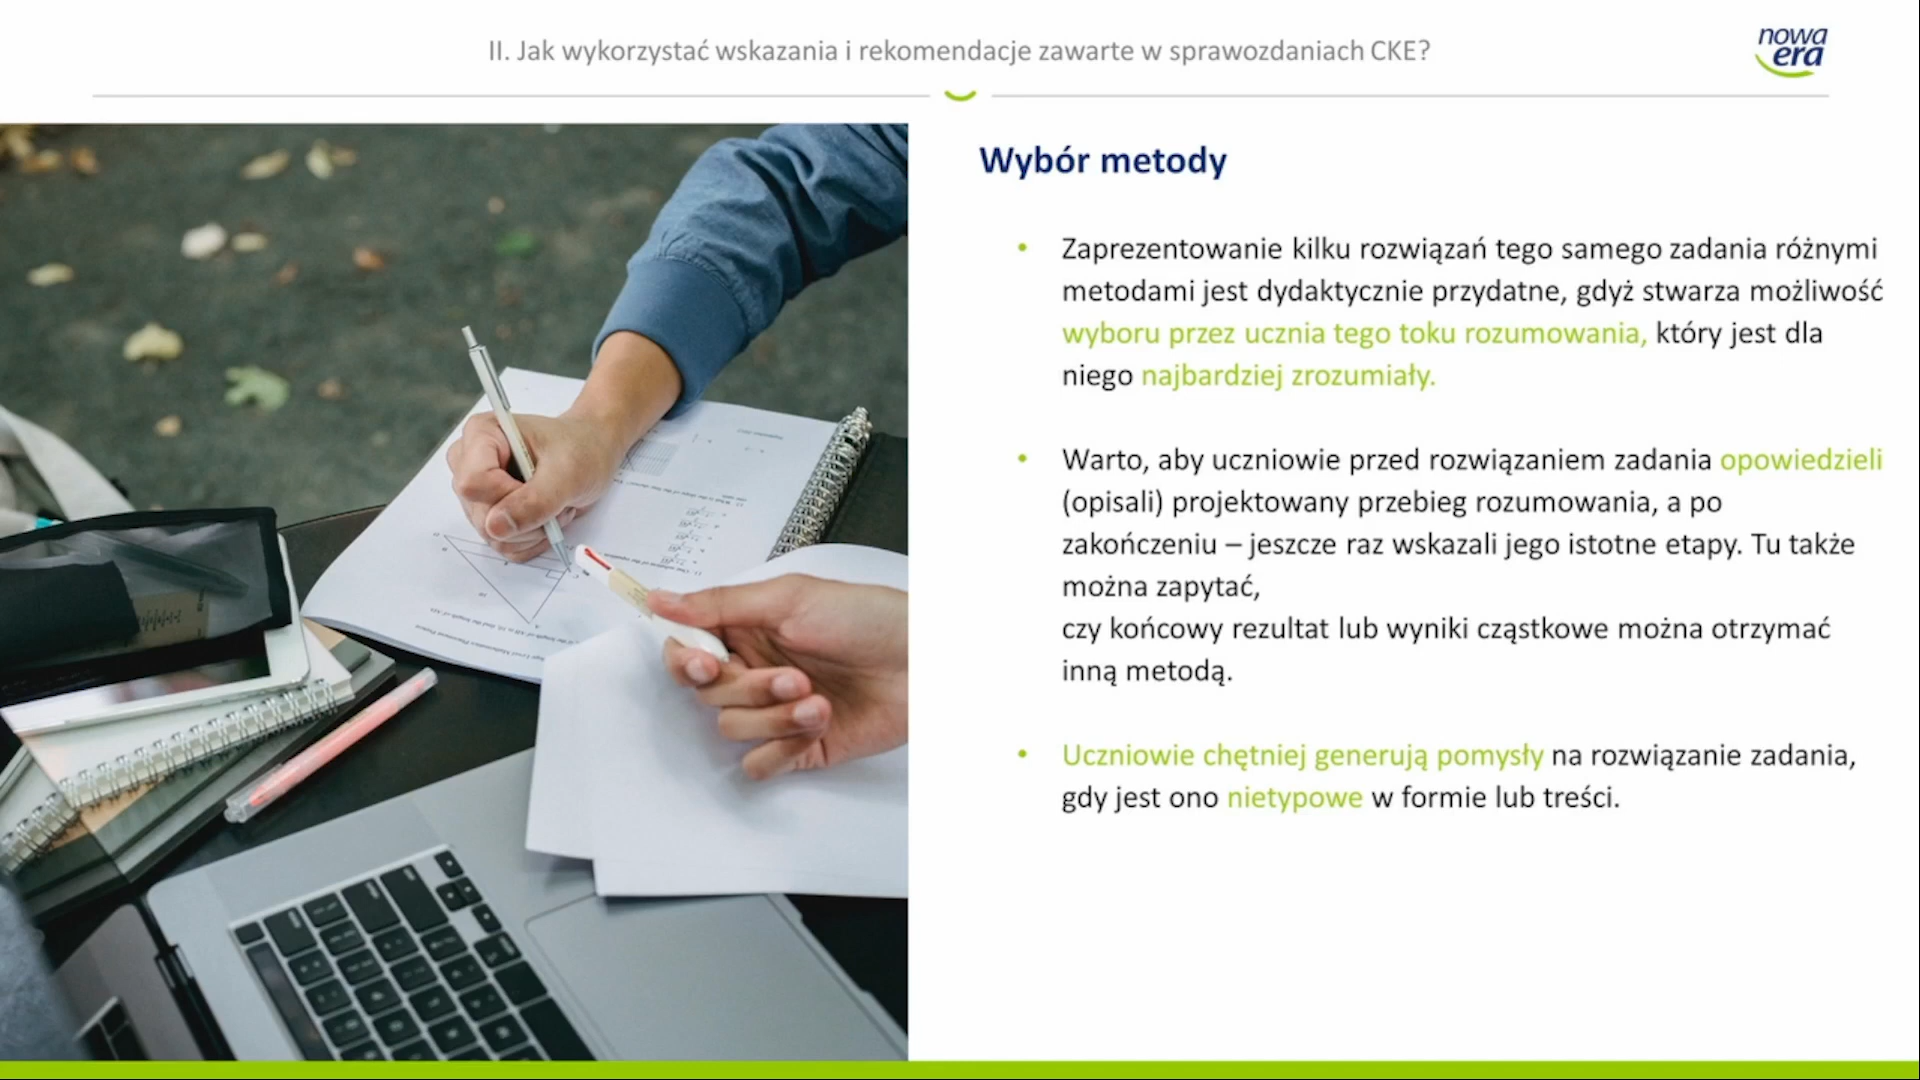 II. Jak wykorzystać wskazania i rekomendacje zawarte w sprawozdaniach CKE?
nowa
era
Wybór metody
• Zaprezentowanie kilku rozwiązań tego samego zadania różnymi
metodami jest dydaktycznie przydatne, gdyż stwarza możliwość
wyboru przez ucznia tego toku rozumowania, który jest dla
niego najbardziej zrozumiały.
• Warto, aby uczniowie przed rozwiązaniem zadania opowiedzieli
(opisali) projektowany przebieg rozumowania, a po
zakończeniu – jeszcze raz wskazali jego istotne etapy. Tu także
można zapytać,
czy końcowy rezultat lub wyniki cząstkowe można otrzymać
inną metodą.
• Uczniowie chętniej generują pomysły na rozwiązanie zadania,
gdy jest ono nietypowe w formie lub treści.